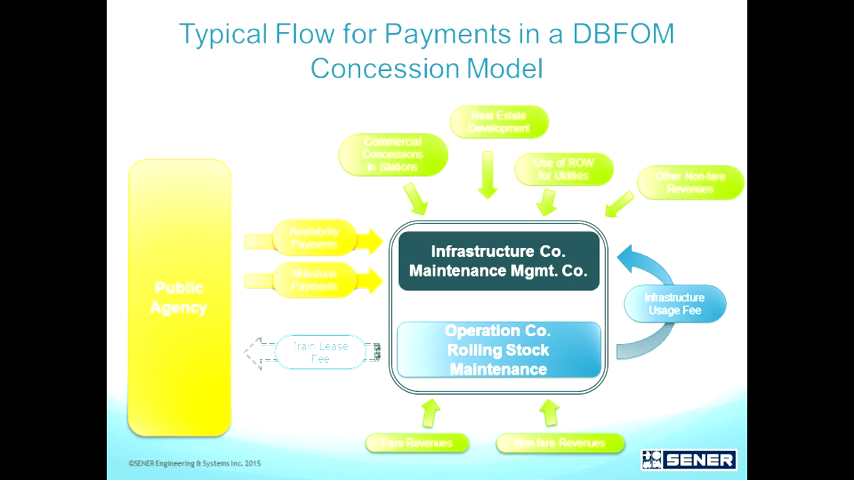 Typical Flow for Payments in a DBFOM
Concession Model
Real Estate
Development
Commercial
Concessions
In Stations
Use of ROW
for Utilities
Other Non-fare
Revenues
Availability
Payments
Milestone
Payments
Public
Agency
Infrastructure Co.
Maintenance Mgmt. Co.
Infrastructure
Usage Fee
Train Lease
Fee
Operation Co.
Rolling Stock
Maintenance
Fare Revenues
Non-fare Revenues
©SENER Engineering & Systems Inc. 2015
SENER